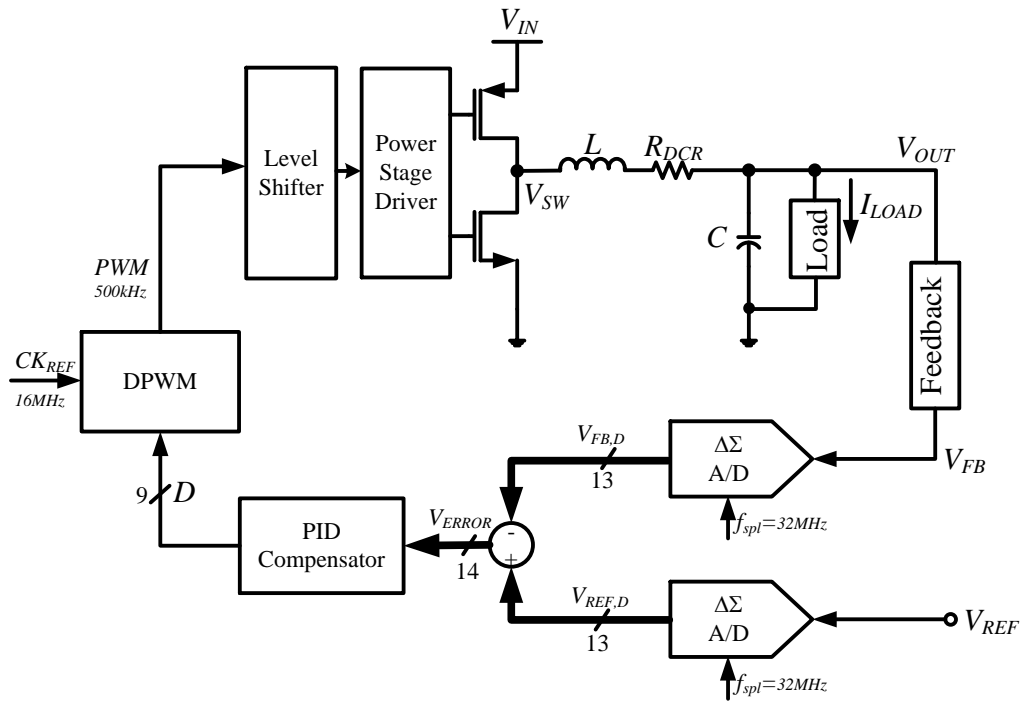 V_IN
Level
Shifter
Power
Stage
Driver
L
R_DCR
V_OUT
V_SW
I_LOAD
C
Load
PWM
500kHz
Feedback
CK_REF
16MHz
DPWM
V_FB,D
13
ΔΣ
A/D
V_FB
f_spl=32MHz
9
D
PID
Compensator
V_ERROR
14
-
+
V_REF,D
13
ΔΣ
A/D
V_REF
f_spl=32MHz